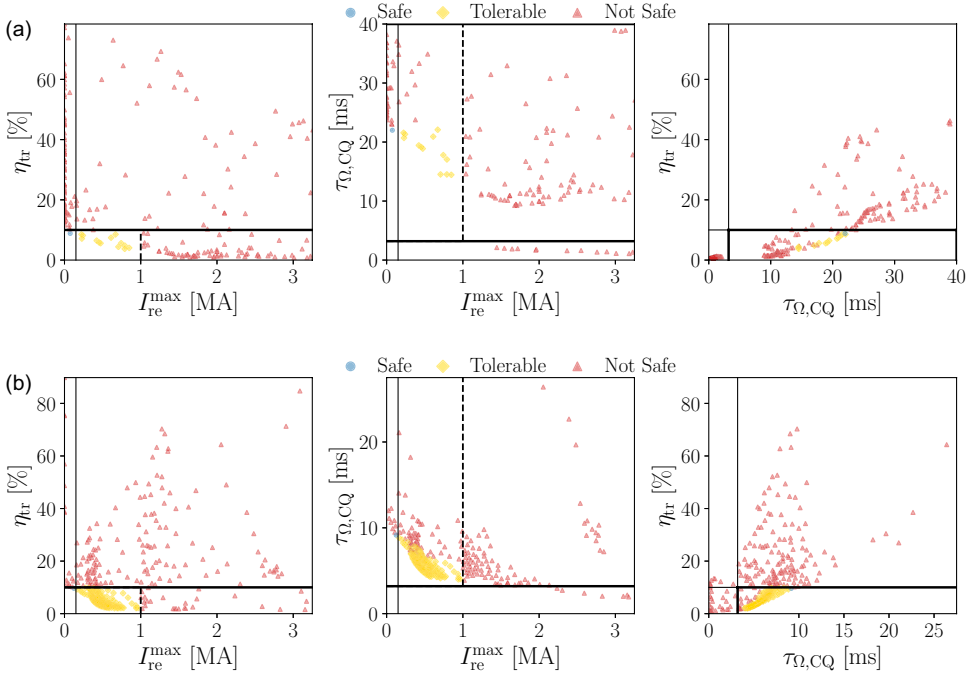 (a)
Safe Tolerable Not Safe
80
60
40
20
0
η_tr [%]
0 1 2 3
I_re^max [MA]
40
30
20
10
0
τ_Ω,CQ [ms]
0 1 2 3
I_re^max [MA]
80
60
40
20
0
η_tr [%]
0 10 20 30 40
τ_Ω,CQ [ms]
(b)
Safe Tolerable Not Safe
80
60
40
20
0
η_tr [%]
0 1 2 3
I_re^max [MA]
20
10
0
τ_Ω,CQ [ms]
0 1 2 3
I_re^max [MA]
80
60
40
20
0
η_tr [%]
0 5 10 15 20 25
τ_Ω,CQ [ms]